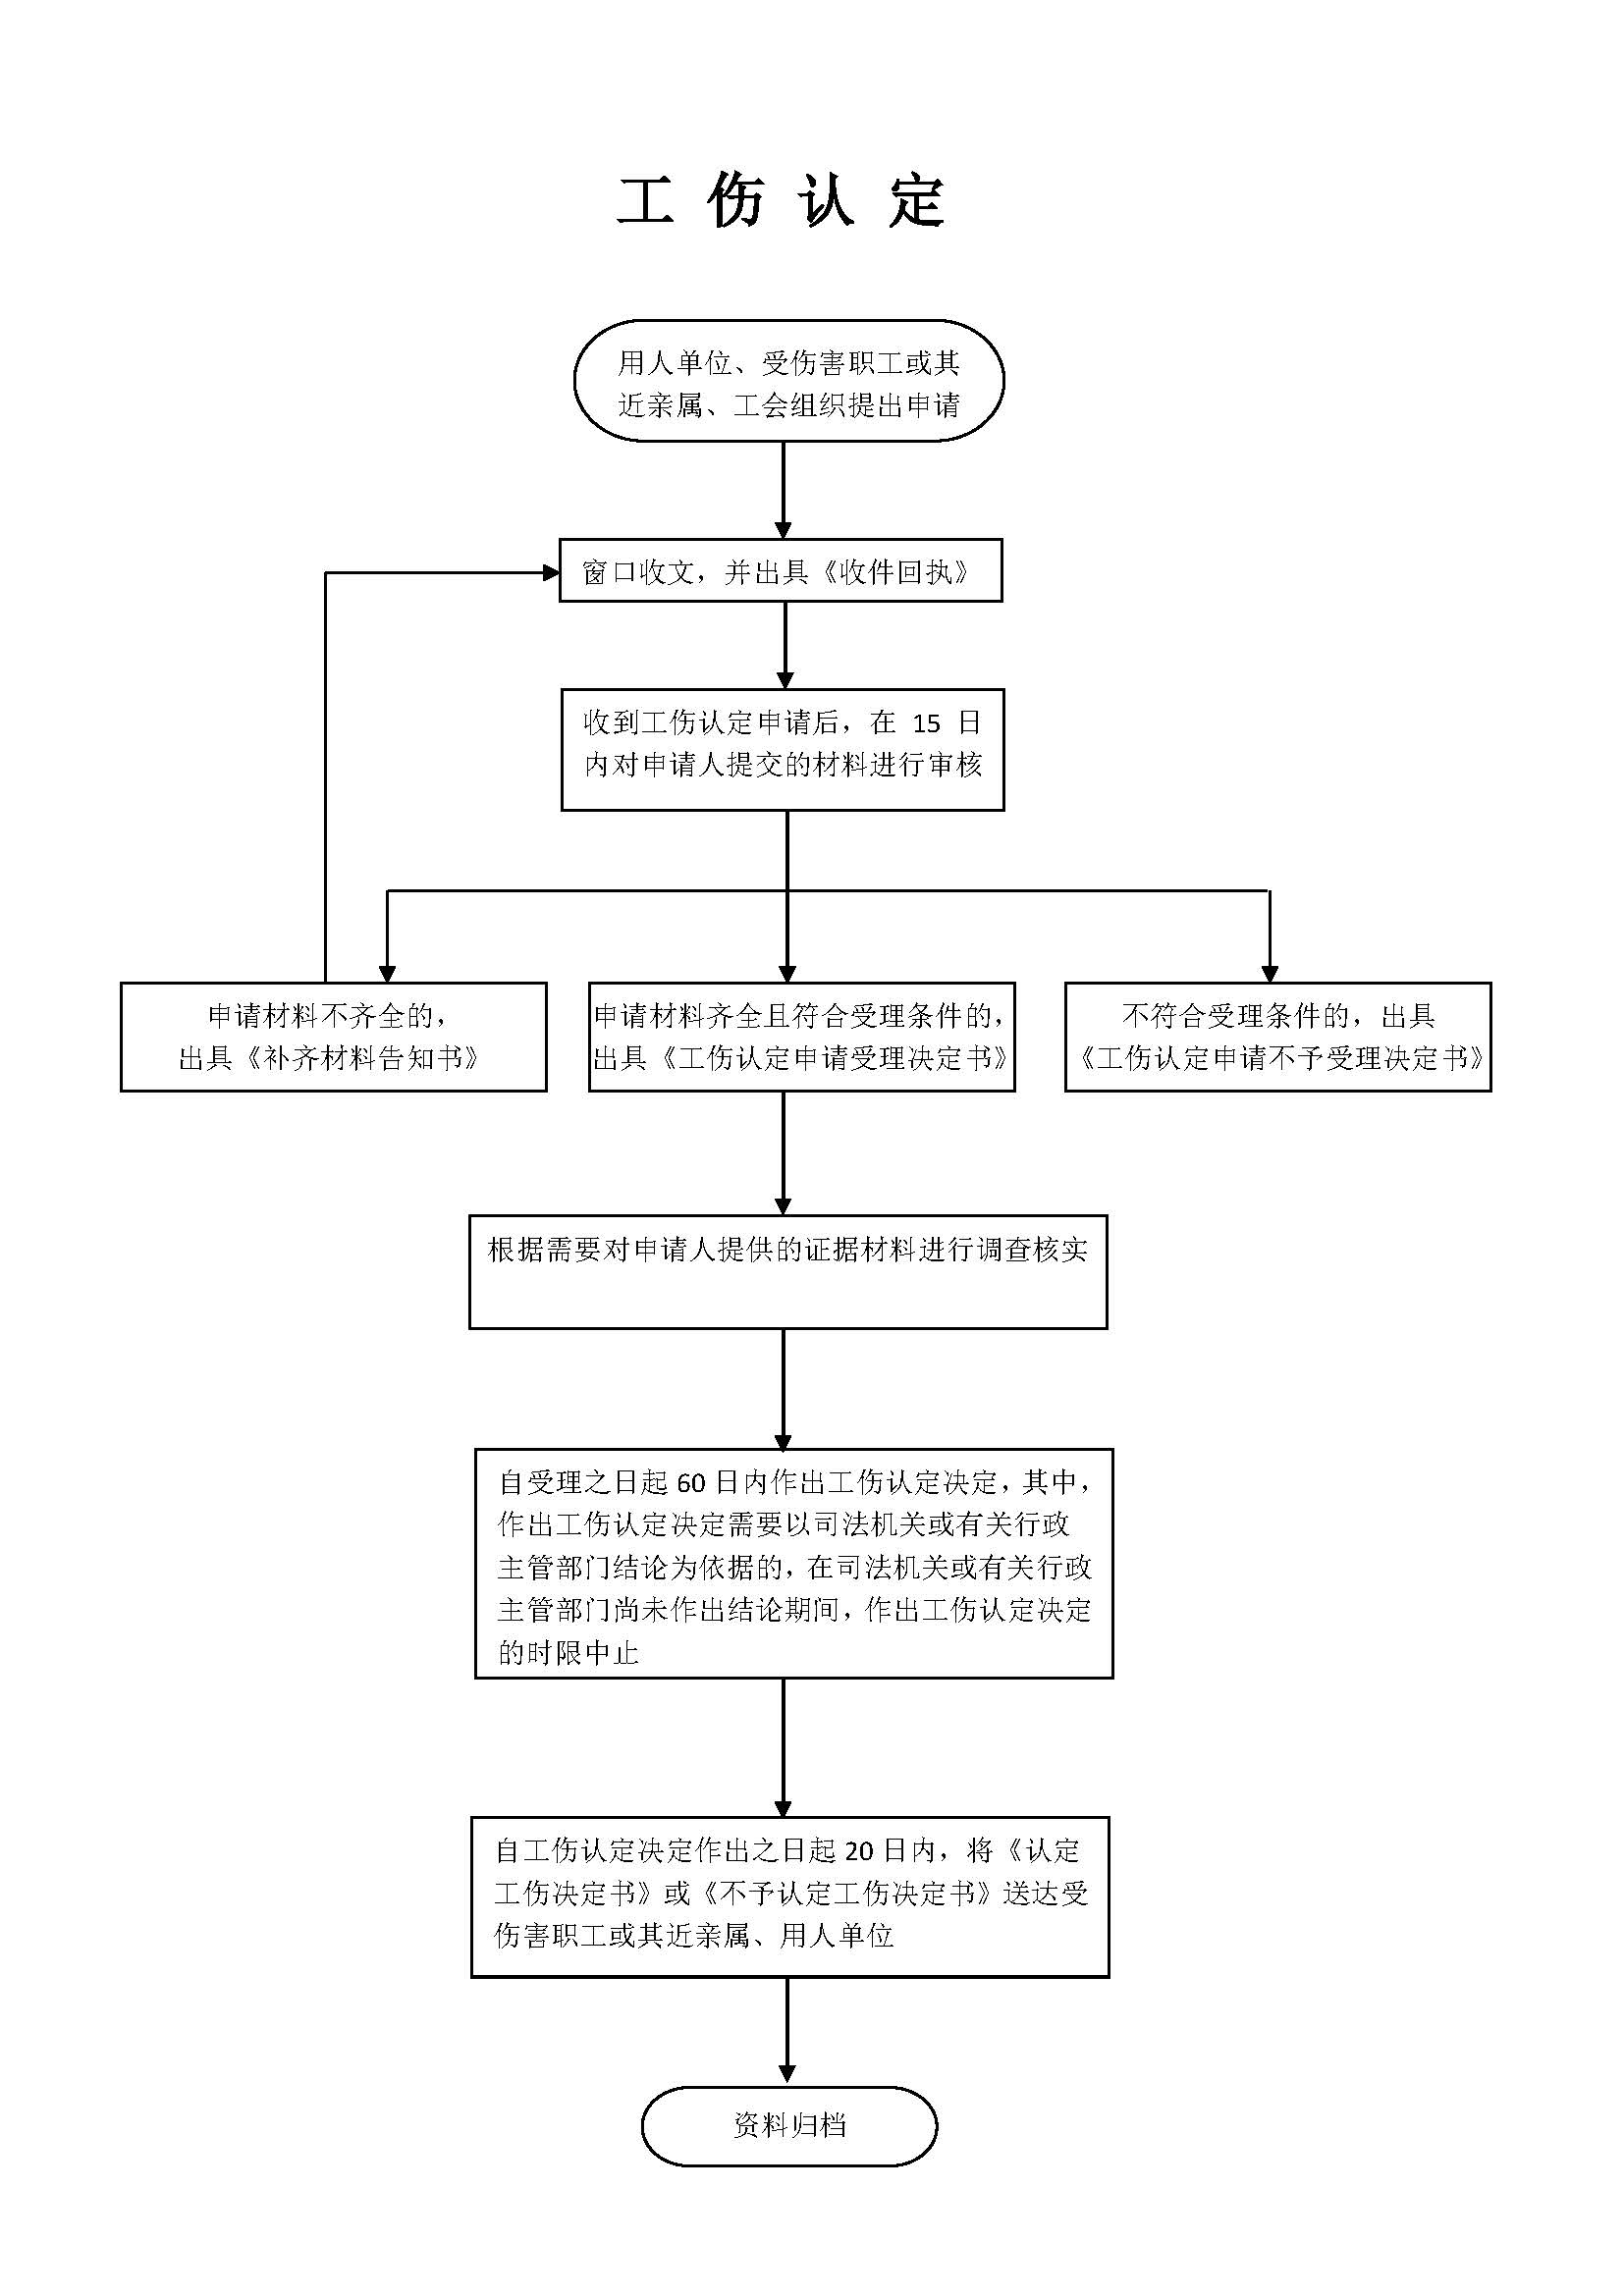 工伤认定
用人单位、受伤害职工或其
近亲属、工会组织提出申请
窗口收文，并出具《收件回执》
收到工伤认定申请后，在 15 日
内对申请人提交的材料进行审核
申请材料不齐全的，
出具《补齐材料告知书》
申请材料齐全且符合受理条件的，
出具《工伤认定申请受理决定书》
不符合受理条件的，出具
《工伤认定申请不予受理决定书》
根据需要对申请人提供的证据材料进行调查核实
自受理之日起 60 日内作出工伤认定决定，其中，
作出工伤认定决定需要以司法机关或有关行政
主管部门结论为依据的，在司法机关或有关行政
主管部门尚未作出结论期间，作出工伤认定决定
的时限中止
自工伤认定决定作出之日起 20 日内，将《认定
工伤决定书》或《不予认定工伤决定书》送达受
伤害职工或其近亲属、用人单位
资料归档